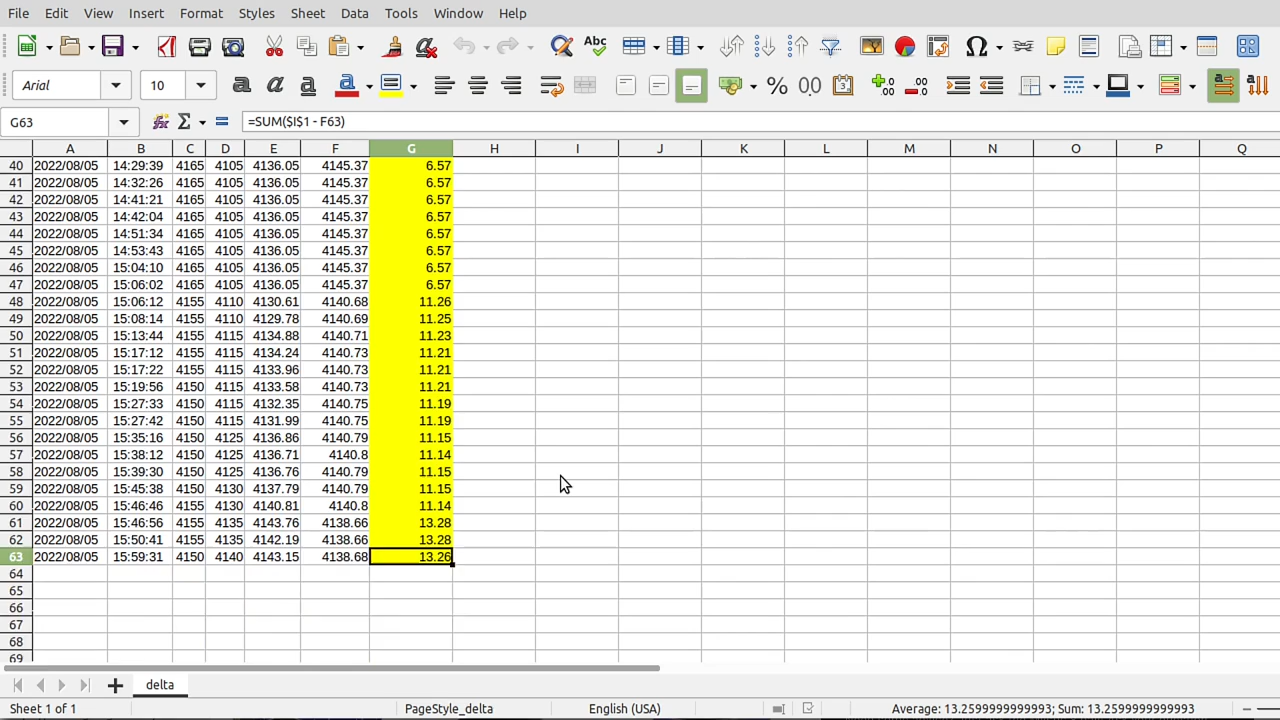 File Edit View Insert Format Styles Sheet Data Tools Window Help
Arial 10
G63 =SUM($I$1 - F63)
A B C D E F G H I J K L M N O P Q
40 2022/08/05 14:29:39 4165 4105 4136.05 4145.37 6.57
41 2022/08/05 14:32:26 4165 4105 4136.05 4145.37 6.57
42 2022/08/05 14:41:21 4165 4105 4136.05 4145.37 6.57
43 2022/08/05 14:42:04 4165 4105 4136.05 4145.37 6.57
44 2022/08/05 14:51:34 4165 4105 4136.05 4145.37 6.57
45 2022/08/05 14:53:43 4165 4105 4136.05 4145.37 6.57
46 2022/08/05 15:04:10 4165 4105 4136.05 4145.37 6.57
47 2022/08/05 15:06:02 4165 4105 4136.05 4145.37 6.57
48 2022/08/05 15:06:12 4155 4110 4130.61 4140.68 11.26
49 2022/08/05 15:08:14 4155 4110 4129.78 4140.69 11.25
50 2022/08/05 15:13:44 4155 4115 4134.88 4140.71 11.23
51 2022/08/05 15:17:12 4155 4115 4134.24 4140.73 11.21
52 2022/08/05 15:17:22 4155 4115 4133.96 4140.73 11.21
53 2022/08/05 15:19:56 4150 4115 4133.58 4140.73 11.21
54 2022/08/05 15:27:33 4150 4115 4132.35 4140.75 11.19
55 2022/08/05 15:27:42 4150 4115 4131.99 4140.75 11.19
56 2022/08/05 15:35:16 4150 4125 4136.86 4140.79 11.15
57 2022/08/05 15:38:12 4150 4125 4136.71 4140.8 11.14
58 2022/08/05 15:39:30 4150 4125 4136.76 4140.79 11.15
59 2022/08/05 15:45:38 4150 4130 4137.79 4140.79 11.15
60 2022/08/05 15:46:46 4155 4130 4140.81 4140.8 11.14
61 2022/08/05 15:46:56 4155 4135 4143.76 4138.66 13.28
62 2022/08/05 15:50:41 4155 4135 4142.19 4138.66 13.28
63 2022/08/05 15:59:31 4150 4140 4143.15 4138.68 13.26
64
65
66
67
68
69
delta
Sheet 1 of 1 PageStyle_delta English (USA) Average: 13.2599999999993; Sum: 13.2599999999993